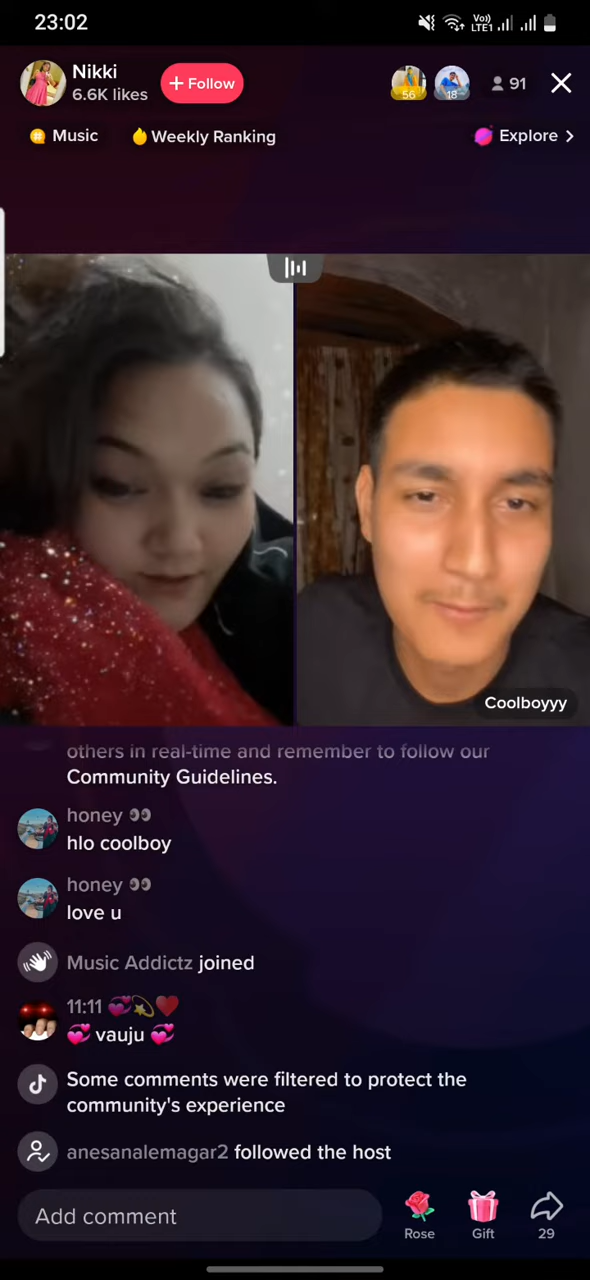 23:02
Vo))
LTE1
Nikki
6.6K likes
+ Follow
56
18
91
Music
Weekly Ranking
Explore >
Coolboyyy
others in real-time and remember to follow our
Community Guidelines.
honey 👀
hlo coolboy
honey 👀
love u
Music Addictz joined
11:11 💞💫♥️
💞 vauju 💞
Some comments were filtered to protect the
community's experience
anesanalemagar2 followed the host
Add comment
Rose
Gift
29